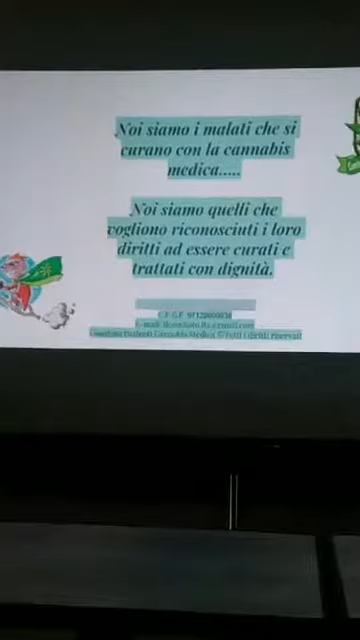 Noi siamo i malati che si
curano con la cannabis
medica.....
Noi siamo quelli che
vogliono riconosciuti i loro
diritti ad essere curati e
trattati con dignità.
C.F. G.F.
E-mail:
Comitato Pazienti Cannabis Medica ©Tutti i diritti riservati